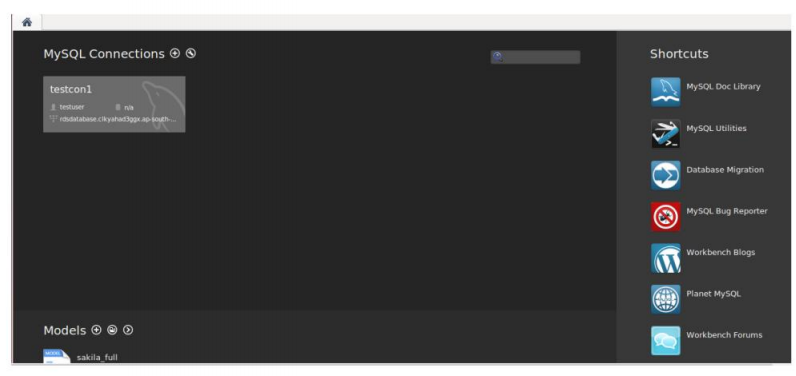 MySQL Connections
testcon1
testuser n/a
rdsdatabase.clkyahad3ggx.ap-south-...
Models
MODEL
sakila_full
Shortcuts
MySQL Doc Library
MySQL Utilities
Database Migration
MySQL Bug Reporter
Workbench Blogs
Planet MySQL
Workbench Forums